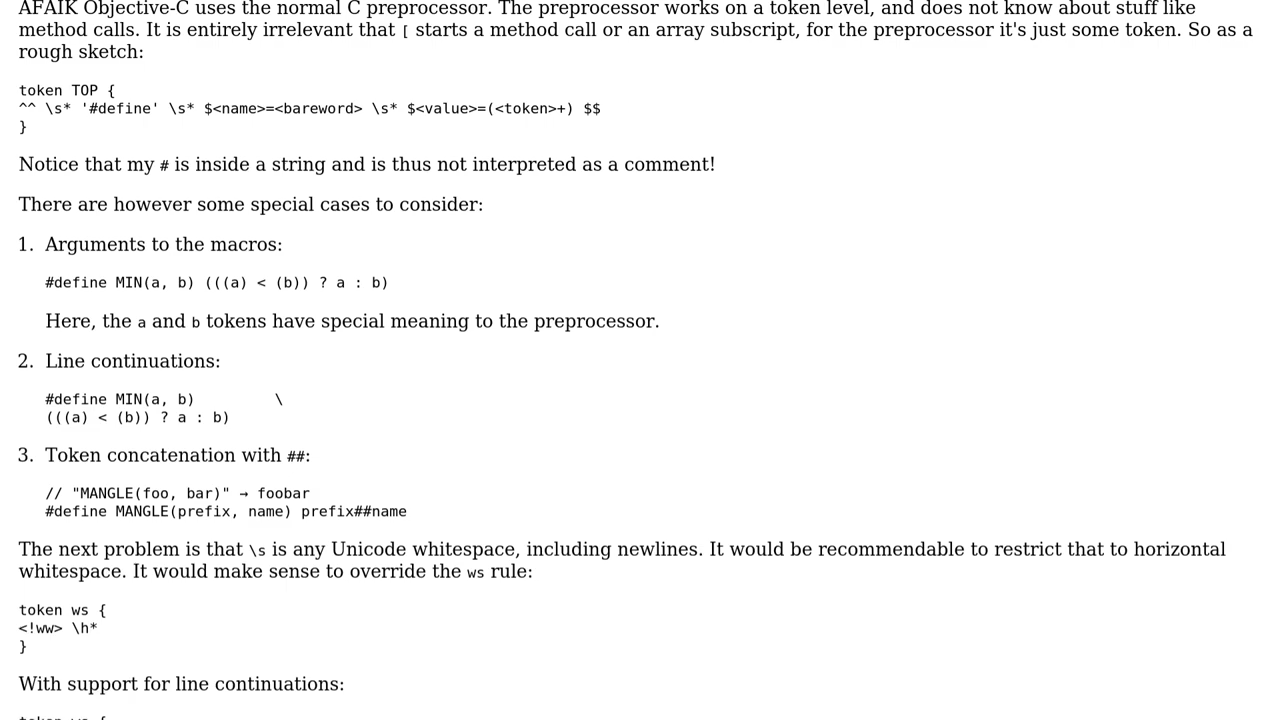 AFAIK Objective-C uses the normal C preprocessor. The preprocessor works on a token level, and does not know about stuff like
method calls. It is entirely irrelevant that [ starts a method call or an array subscript, for the preprocessor it's just some token. So as a
rough sketch:
token TOP {
^^ \s* '#define' \s* $<name>=<bareword> \s* $<value>=(<token>+) $$
}
Notice that my # is inside a string and is thus not interpreted as a comment!
There are however some special cases to consider:
1. Arguments to the macros:
#define MIN(a, b) (((a) < (b)) ? a : b)
Here, the a and b tokens have special meaning to the preprocessor.
2. Line continuations:
#define MIN(a, b)         \
(((a) < (b)) ? a : b)
3. Token concatenation with ##:
// "MANGLE(foo, bar)" → foobar
#define MANGLE(prefix, name) prefix##name
The next problem is that \s is any Unicode whitespace, including newlines. It would be recommendable to restrict that to horizontal
whitespace. It would make sense to override the ws rule:
token ws {
<!ww> \h*
}
With support for line continuations:
token ws {